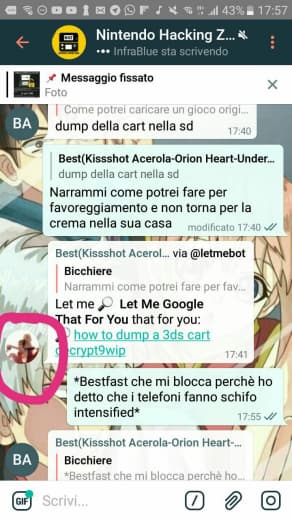 43% 17:57
Nintendo Hacking Z...
InfraBlue sta scrivendo
Messaggio fissato
Foto
Come potrei caricare un gioco origi...
BA
dump della cart nella sd
17:40
Best(Kissshot Acerola-Orion Heart-Under...
dump della cart nella sd
Narrammi come potrei fare per
favoreggiamento e non torna per la
crema nella sua casa
modificato 17:40
Best(Kissshot Acerol... via @letmebot
Bicchiere
Narrammi come potrei fare per fav...
Let me 🔎 Let Me Google
That For You that for you:
how to dump a 3ds cart
decrypt9wip
17:41
*Bestfast che mi blocca perchè ho
detto che i telefoni fanno schifo
intensified*
17:55
Best(Kissshot Acerola-Orion Heart-...
BA
Bicchiere
*Bestfast che mi blocca perchè ho...
GIF
Scrivi...